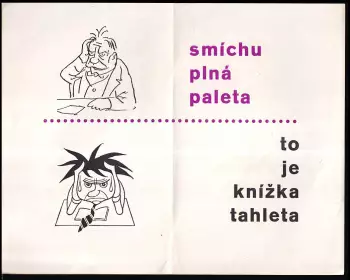 smíchu
plná
paleta
to
je
knížka
tahleta